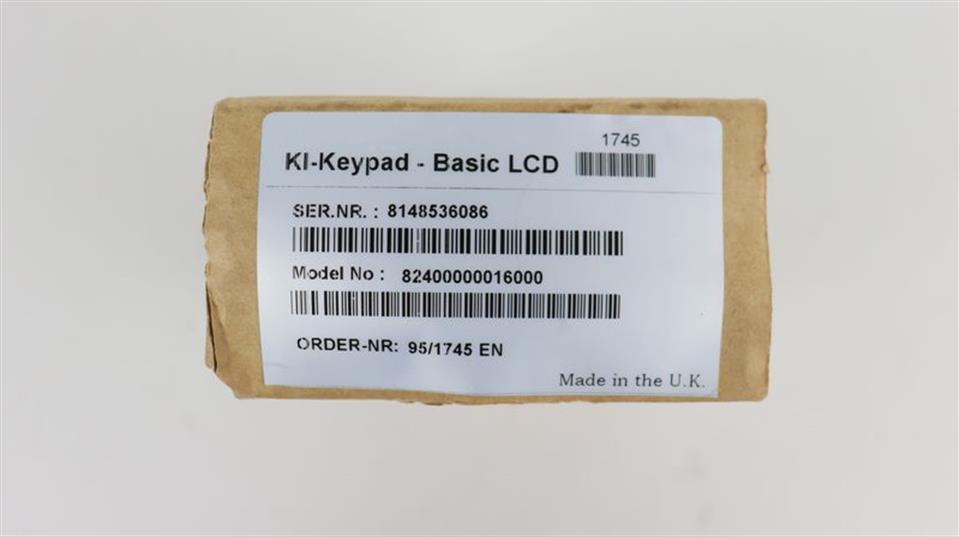 1745
KI-Keypad - Basic LCD
SER.NR. : 8148536086
Model No : 82400000016000
ORDER-NR: 95/1745 EN
Made in the U.K.